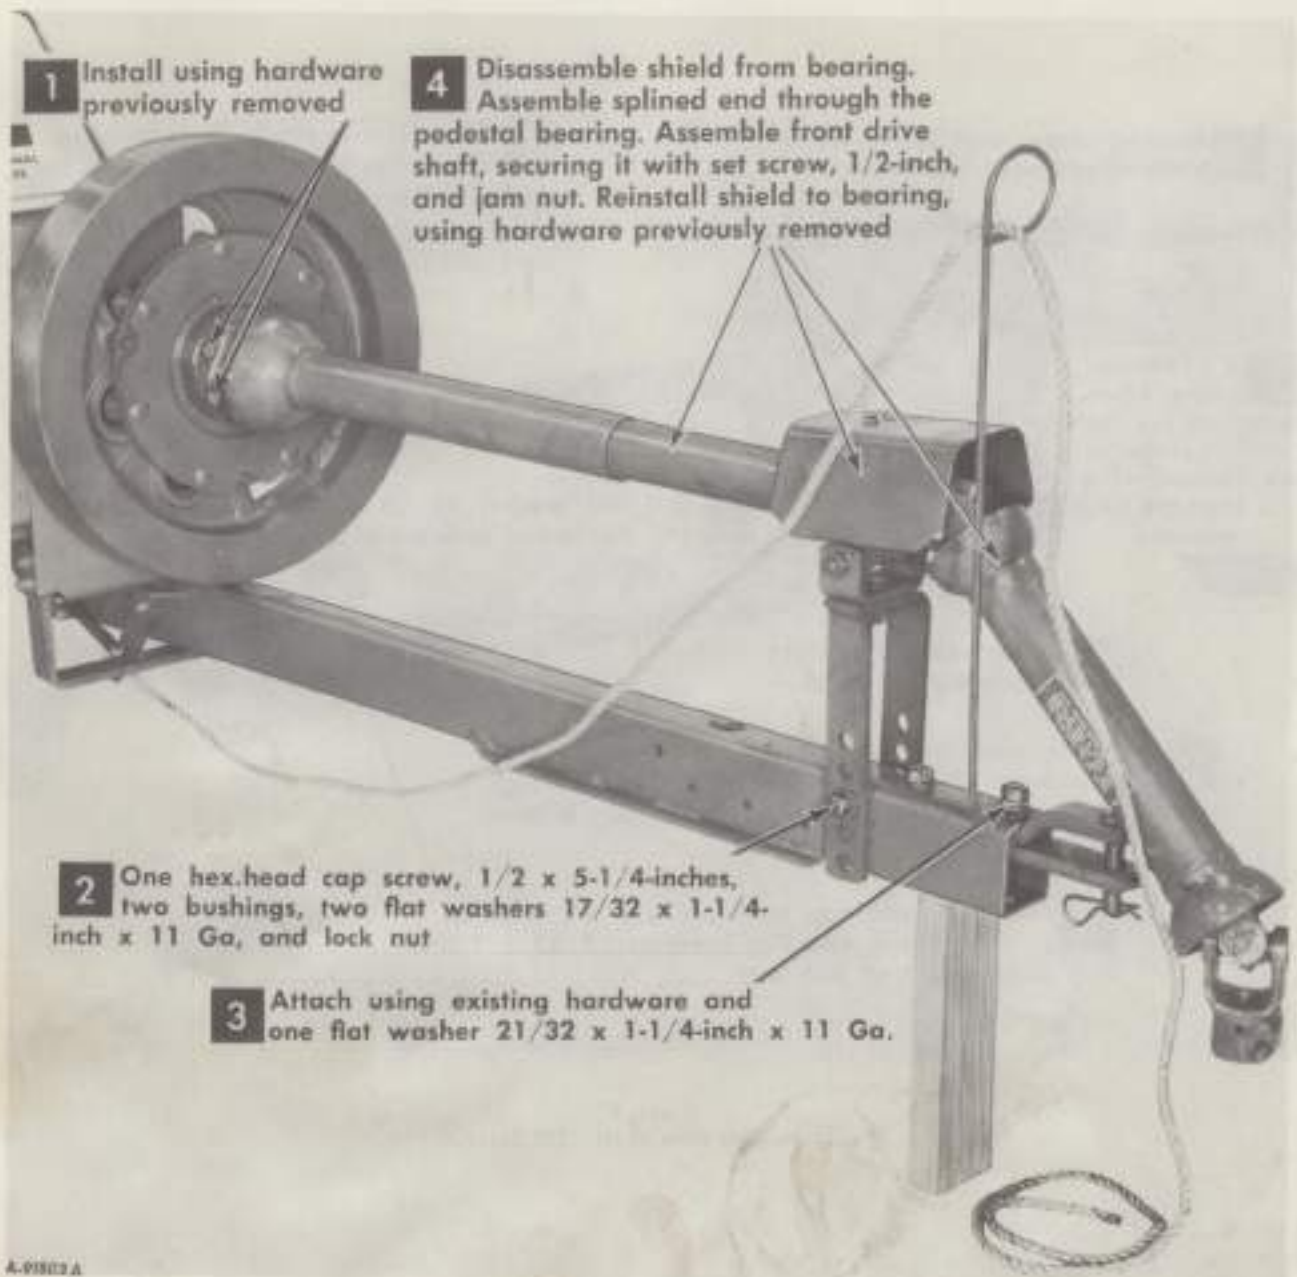 1 Install using hardware
previously removed
4 Disassemble shield from bearing.
Assemble splined end through the
pedestal bearing. Assemble front drive
shaft, securing it with set screw, 1/2-inch,
and jam nut. Reinstall shield to bearing,
using hardware previously removed
2 One hex.head cap screw, 1/2 x 5-1/4-inches,
two bushings, two flat washers 17/32 x 1-1/4-
inch x 11 Ga, and lock nut
3 Attach using existing hardware and
one flat washer 21/32 x 1-1/4-inch x 11 Ga.